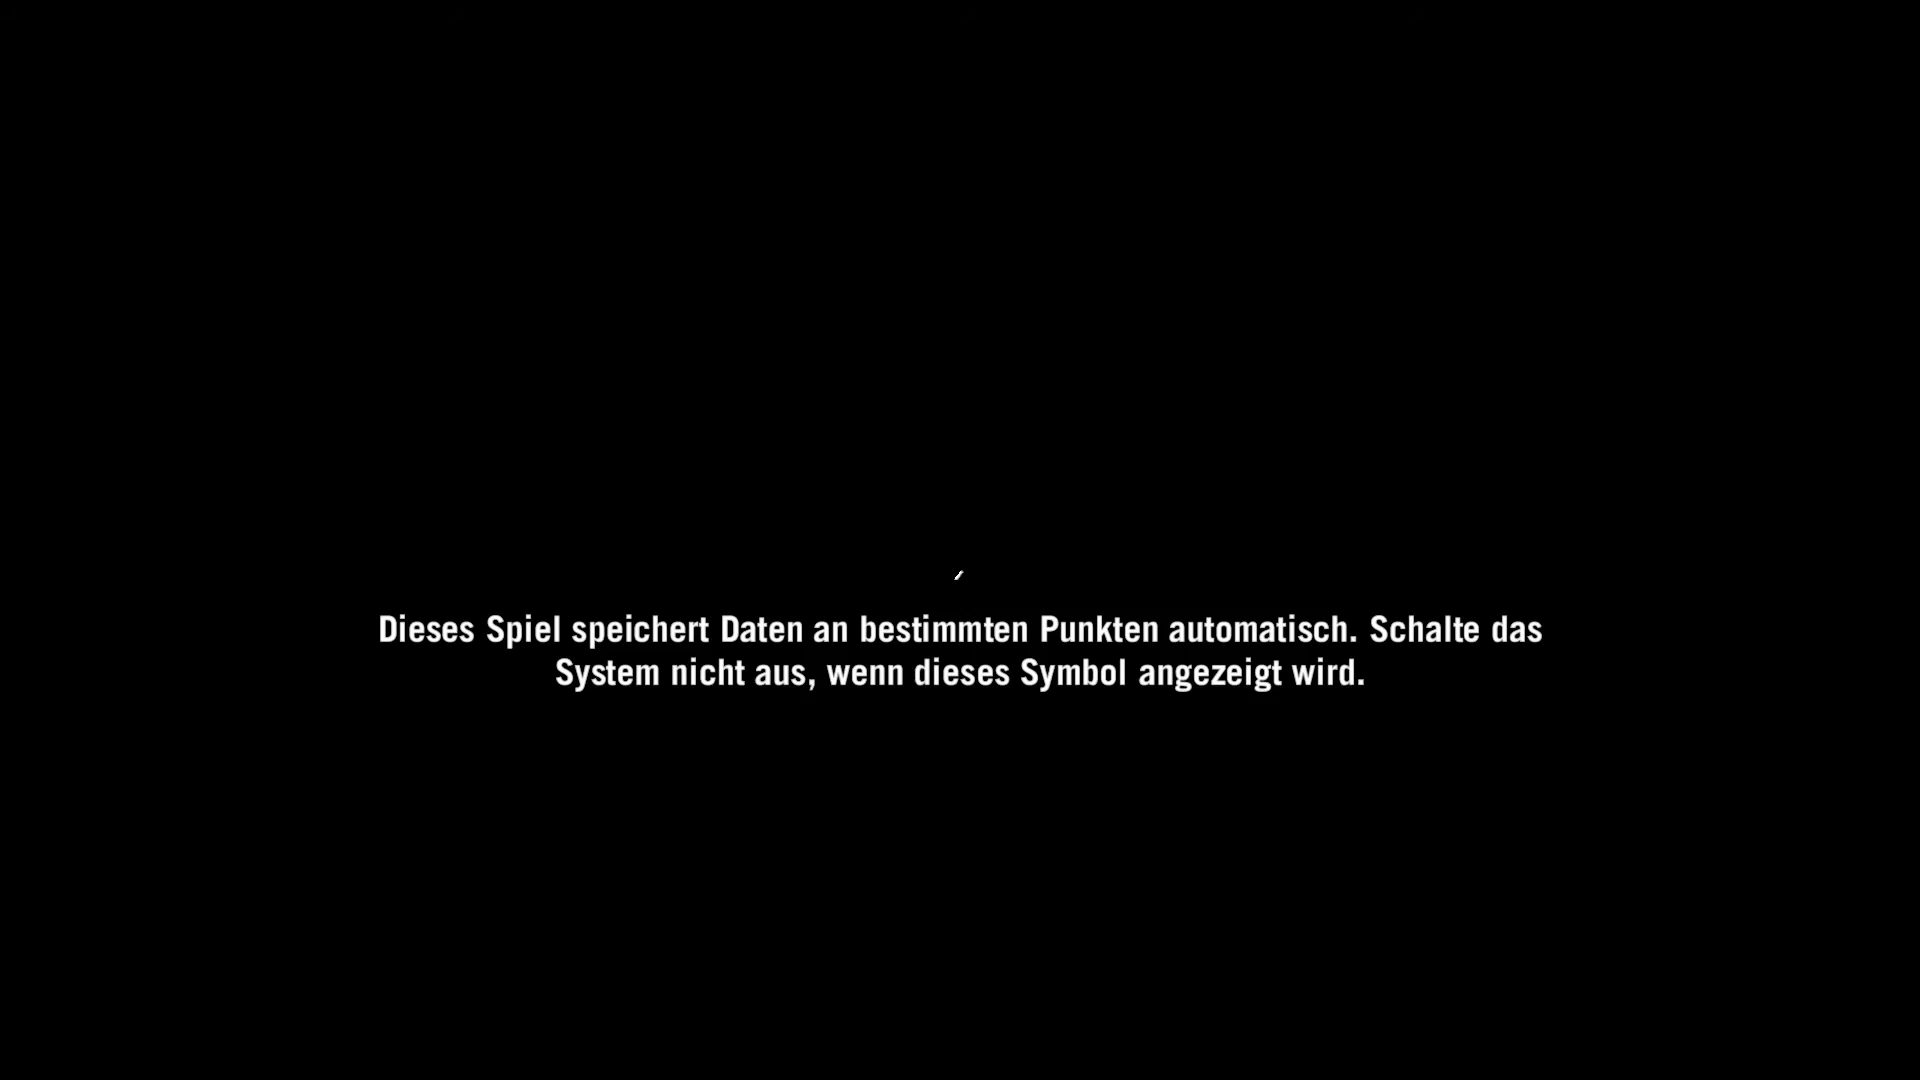 Dieses Spiel speichert Daten an bestimmten Punkten automatisch. Schalte das
System nicht aus, wenn dieses Symbol angezeigt wird.